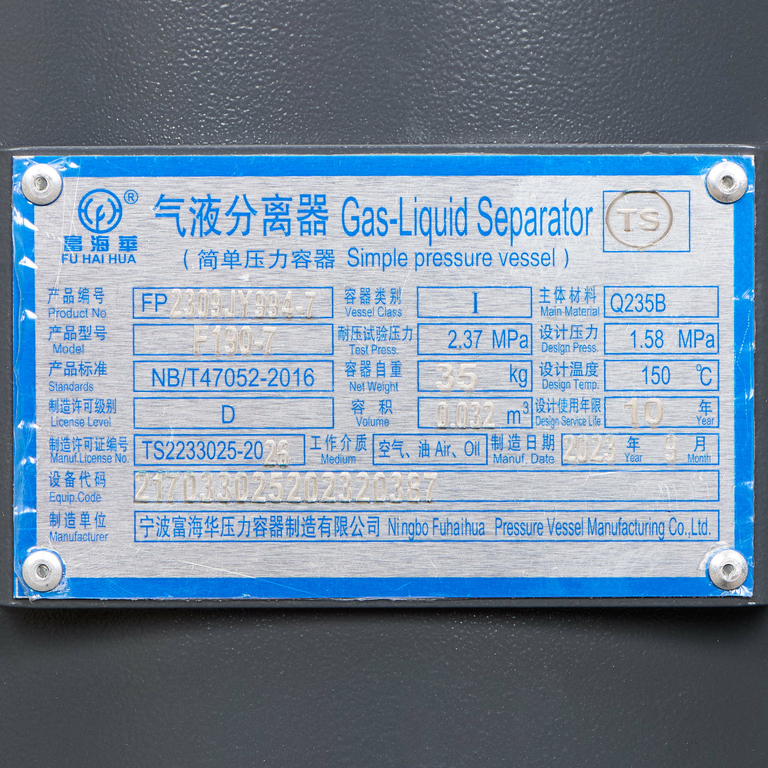 富海華 ®
FU HAI HUA
气液分离器 Gas-Liquid Separator TS
(简单压力容器 Simple pressure vessel)
产品编号 Product No FP 2309JY994-7 容器类别 Vessel Class I 主体材料 Main Material Q235B
产品型号 Model F190-7 耐压试验压力 Test Press. 2.37 MPa 设计压力 Design Press. 1.58 MPa
产品标准 Standards NB/T47052-2016 容器自重 Net Weight 35 kg 设计温度 Design Temp. 150 ℃
制造许可级别 License Level D 容积 Volume 0.032 m³ 设计使用年限 Design Service Life 10 年 Year
制造许可证编号 Manuf.License No. TS2233025-2026 工作介质 Medium 空气、油 Air、Oil 制造日期 Manuf. Date 2023 年 Year 9 月 Month
设备代码 Equip.Code 217033025202320387
制造单位 Manufacturer 宁波富海华压力容器制造有限公司 Ningbo Fuhaihua Pressure Vessel Manufacturing Co.,Ltd.